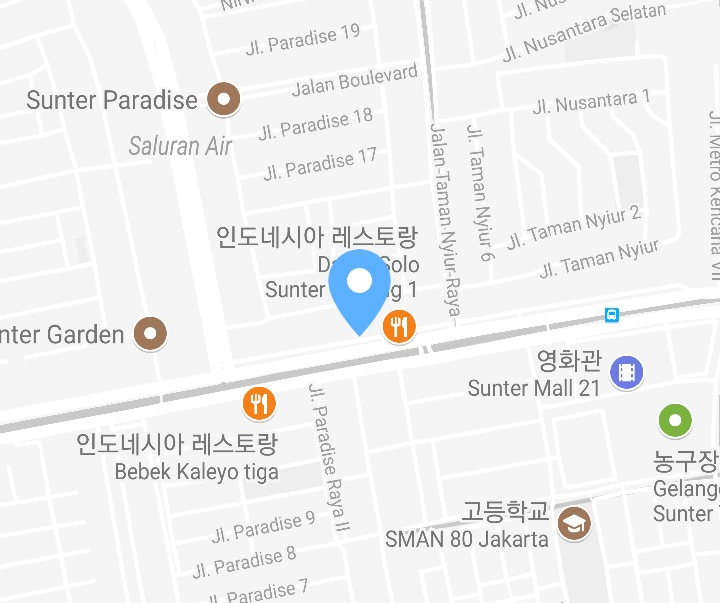 Jl. Paradise 19
Jl. Nusantara Selatan
Jalan Boulevard
Sunter Paradise
Jl. Nusantara 1
Jl. Paradise 18
Saluran Air
Jl. Paradise 17
Jalan-Taman-Nyiur-Raya
Jl. Taman Nyiur 6
Jl. Taman Nyiur 2
Jl. Taman Nyiur
인도네시아 레스토랑
Solo
Sunter
g 1
nter Garden
영화관
Sunter Mall 21
Jl. Paradise Raya II
인도네시아 레스토랑
Bebek Kaleyo tiga
농구장
Gelang
Sunter
고등학교
SMAN 80 Jakarta
Jl. Paradise 9
Jl. Paradise 8
Jl. Paradise 7